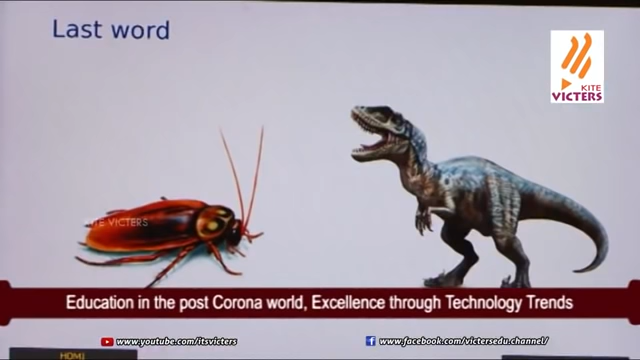 Last word
KITE
VICTERS
KITE VICTERS
Education in the post Corona world, Excellence through Technology Trends
HDMI
www.youtube.com/itsvicters
www.facebook.com/victersedu.channel/